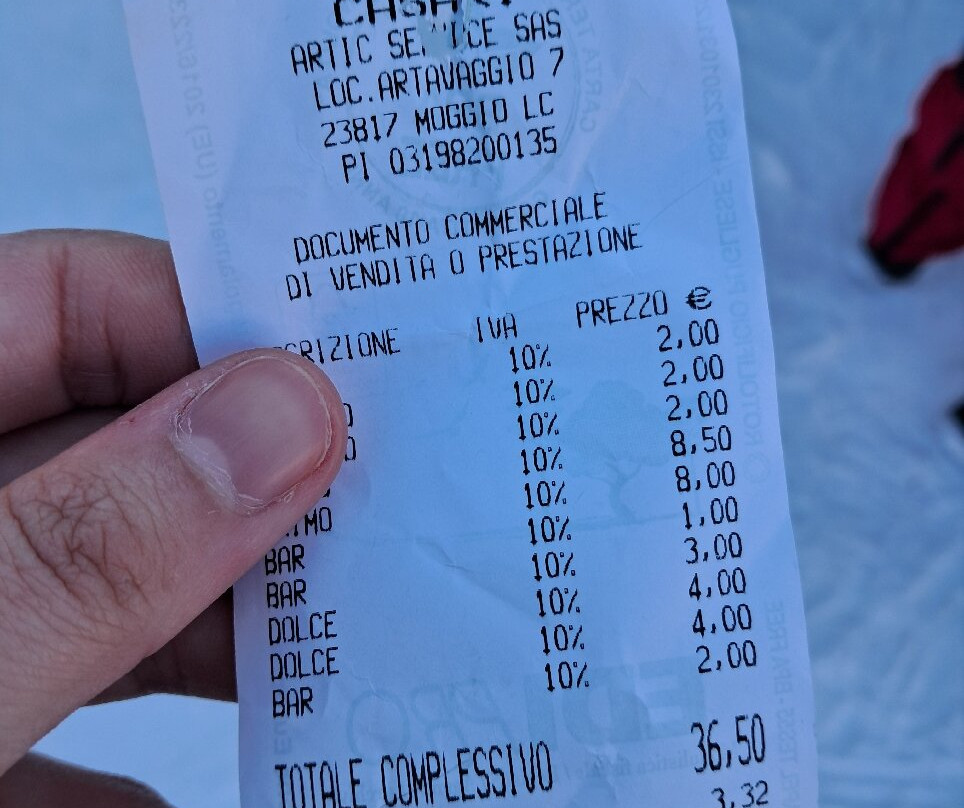 ARTIC SAS
LOC.ARTAVAGGIO 7
23817 MOGGIO LC
PI 03198200135
DOCUMENTO COMMERCIALE
DI VENDITA O PRESTAZIONE
IVA PREZZO €
10% 2,00
10% 2,00
10% 2,00
10% 8,50
10% 8,00
BAR 10% 1,00
BAR 10% 3,00
DOLCE 10% 4,00
DOLCE 10% 4,00
BAR 10% 2,00
TOTALE COMPLESSIVO 36,50
3,32